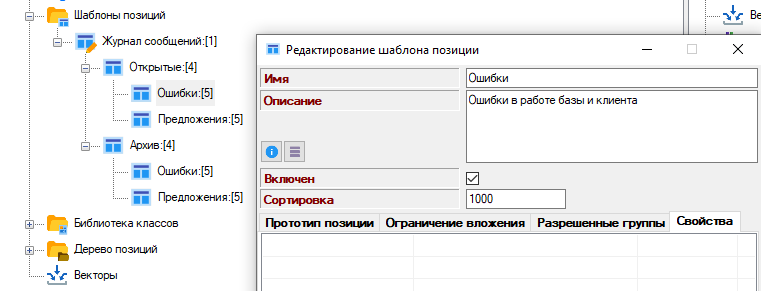 Шаблоны позиций
Журнал сообщений:[1]
Открытые:[4]
Ошибки:[5]
Предложения:[5]
Архив:[4]
Ошибки:[5]
Предложения:[5]
Библиотека классов
Дерево позиций
Векторы
Редактирование шаблона позиции
Имя
Ошибки
Описание
Ошибки в работе базы и клиента
Включен
Сортировка
1000
Прототип позиции
Ограничение вложения
Разрешенные группы
Свойства